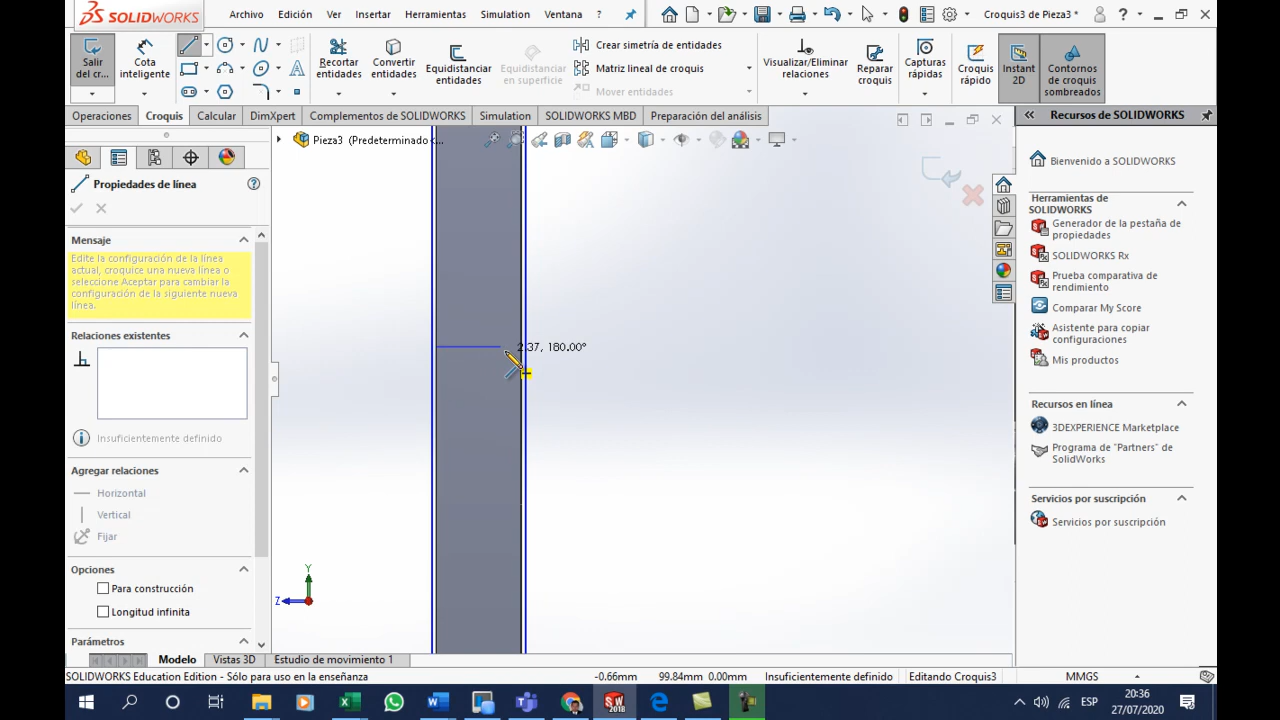 SOLIDWORKS
Archivo
Edición
Ver
Insertar
Herramientas
Simulation
Ventana
?
Croquis3 de Pieza3 *
?
Salir
del cr...
Cota
inteligente
Recortar
entidades
Convertir
entidades
Equidistanciar
entidades
Equidistanciar
en superficie
Crear simetría de entidades
Matriz lineal de croquis
Mover entidades
Visualizar/Eliminar
relaciones
Reparar
croquis
Capturas
rápidas
Croquis
rápido
Instant
2D
Contornos
de croquis
sombreados
Operaciones
Croquis
Calcular
DimXpert
Complementos de SOLIDWORKS
Simulation
SOLIDWORKS MBD
Preparación del análisis
Recursos de SOLIDWORKS
Pieza3 (Predeterminado<...
Propiedades de línea
Mensaje
Edite la configuración de la línea
actual, croquice una nueva línea o
seleccione Aceptar para cambiar la
configuración de la siguiente nueva
línea.
Relaciones existentes
Insuficientemente definido
Agregar relaciones
Horizontal
Vertical
Fijar
Opciones
Para construcción
Longitud infinita
Parámetros
2.37, 180.00°
Y
Z
Bienvenido a SOLIDWORKS
Herramientas de
SOLIDWORKS
Generador de la pestaña de
propiedades
SOLIDWORKS Rx
Prueba comparativa de
rendimiento
Comparar My Score
Asistente para copiar
configuraciones
Mis productos
Recursos en línea
3DEXPERIENCE Marketplace
Programa de "Partners" de
SolidWorks
Servicios por suscripción
Servicios por suscripción
Modelo
Vistas 3D
Estudio de movimiento 1
SOLIDWORKS Education Edition - Sólo para uso en la enseñanza
-0.66mm
99.84mm
0.00mm
Insuficientemente definido
Editando Croquis3
MMGS
SW
2018
ESP
20:36
27/07/2020